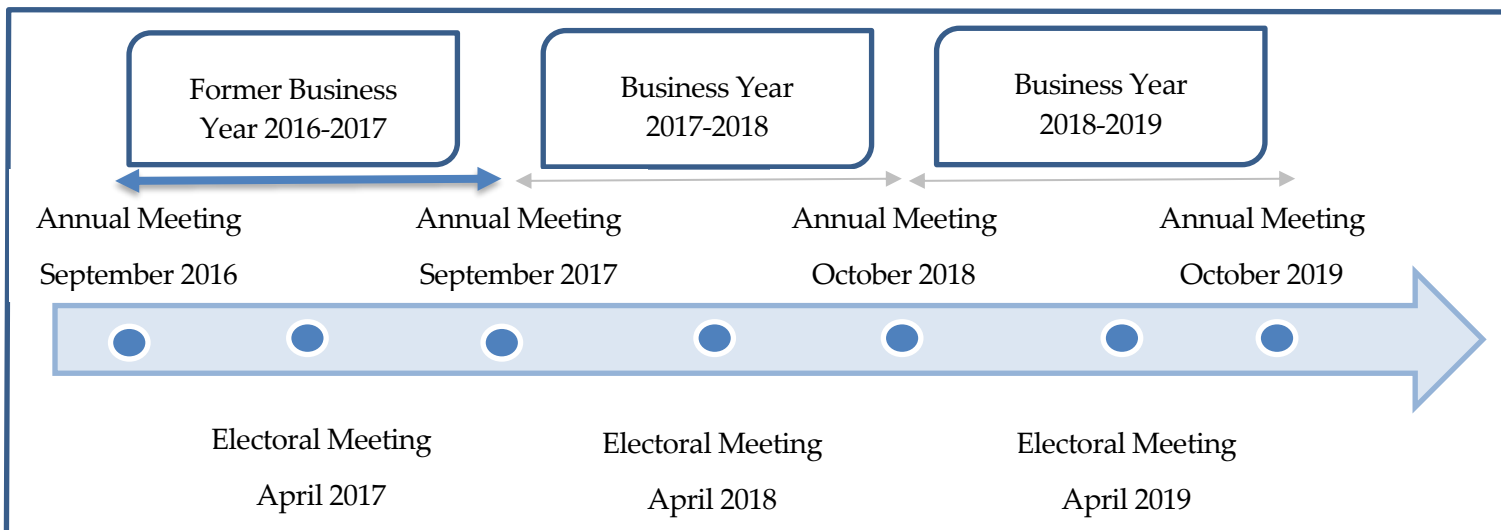 Former Business
Year 2016-2017
Business Year
2017-2018
Business Year
2018-2019
Annual Meeting
September 2016
Annual Meeting
September 2017
Annual Meeting
October 2018
Annual Meeting
October 2019
Electoral Meeting
April 2017
Electoral Meeting
April 2018
Electoral Meeting
April 2019